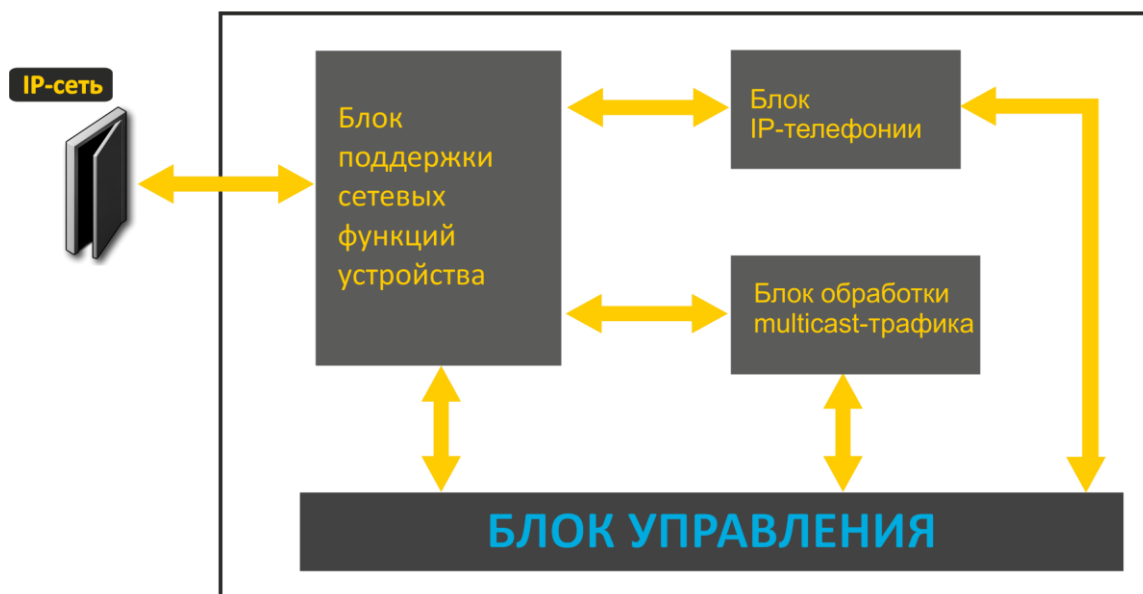 IP-сеть
Блок
поддержки
сетевых
функций
устройства
Блок
IP-телефонии
Блок обработки
multicast-трафика
БЛОК УПРАВЛЕНИЯ